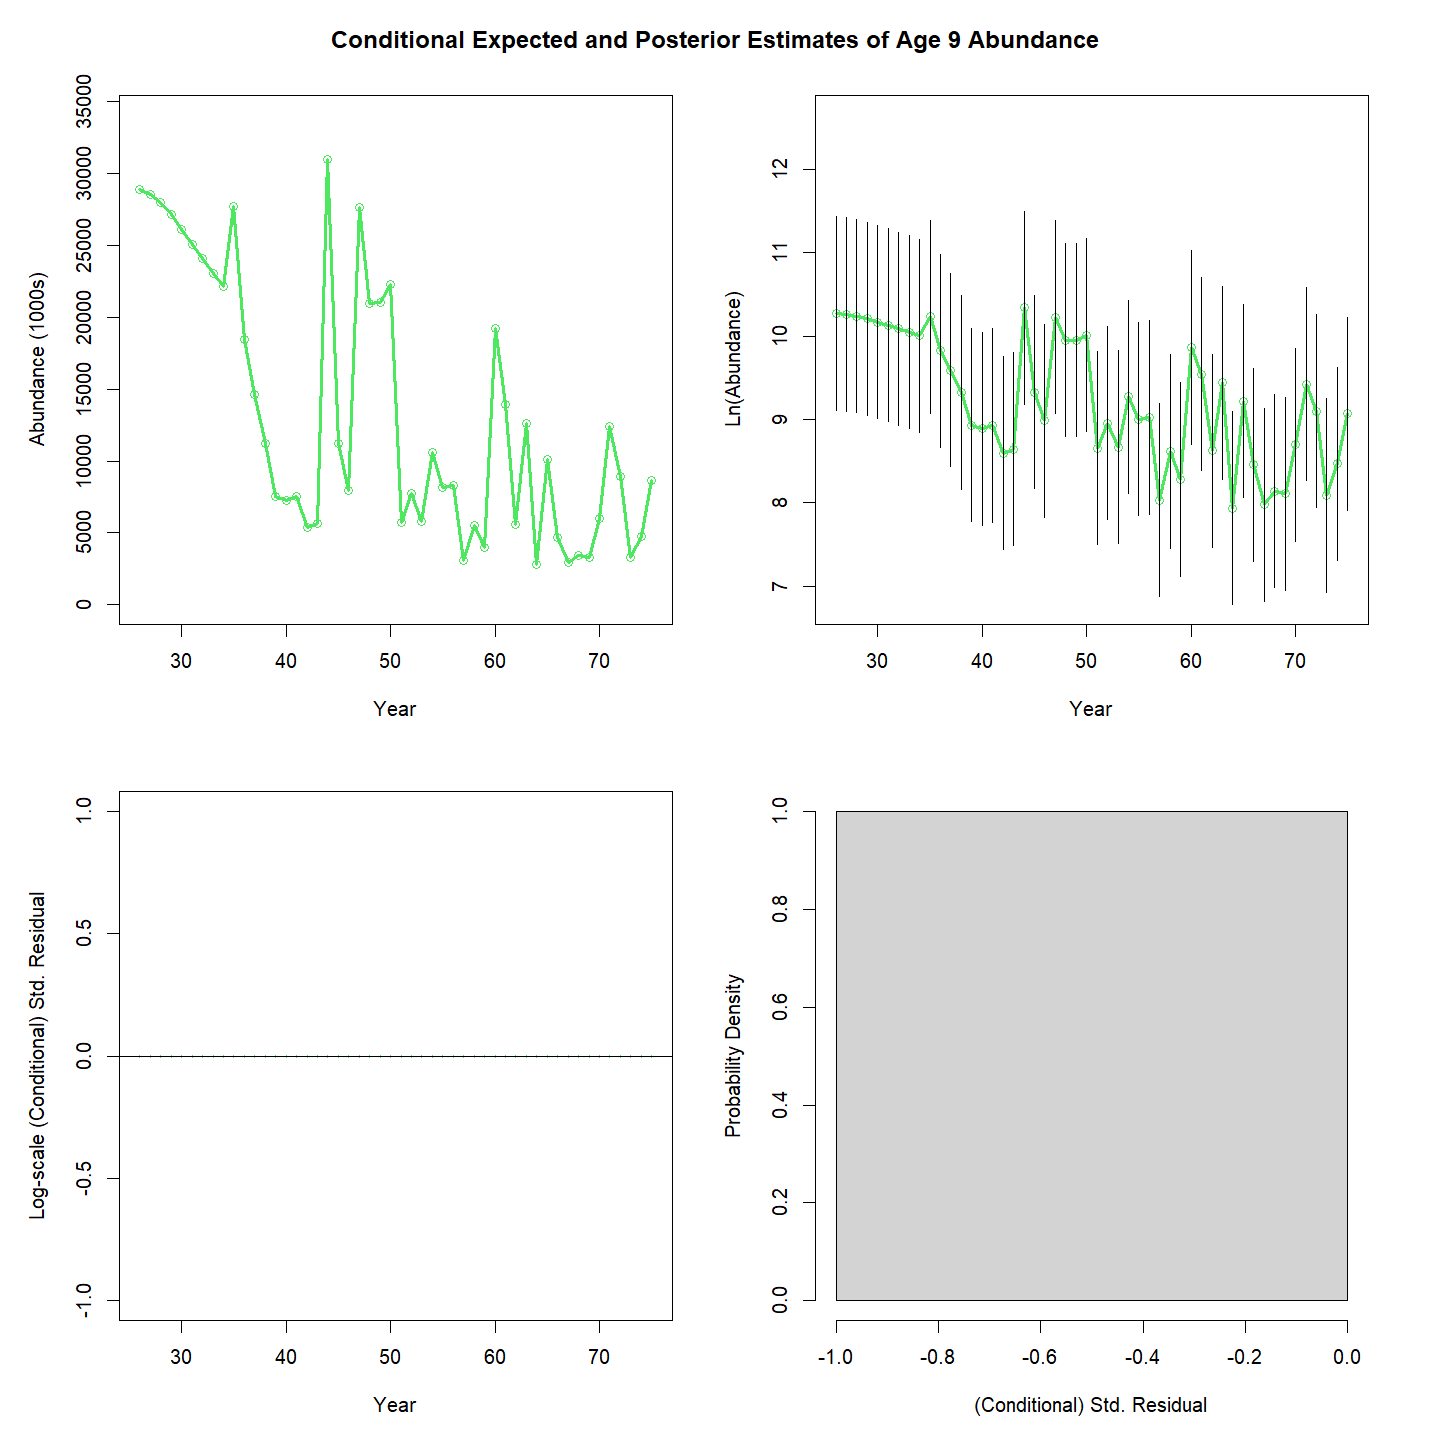 Conditional Expected and Posterior Estimates of Age 9 Abundance
Abundance (1000s)
35000
30000
25000
20000
15000
10000
5000
0
30 40 50 60 70
Year
Ln(Abundance)
12
11
10
9
8
7
30 40 50 60 70
Year
Log-scale (Conditional) Std. Residual
1.0
0.5
0.0
-0.5
-1.0
30 40 50 60 70
Year
Probability Density
1.0
0.8
0.6
0.4
0.2
0.0
-1.0 -0.8 -0.6 -0.4 -0.2 0.0
(Conditional) Std. Residual